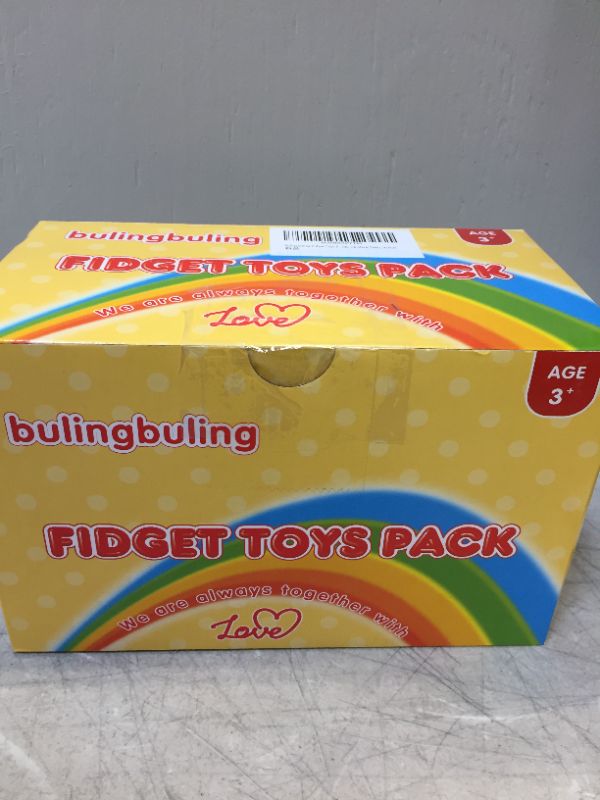 bulingbuling
AGE
3+
FIDGET TOYS PACK
We are always together with
Love
AGE
3+
bulingbuling
FIDGET TOYS PACK
We are always together with
Love